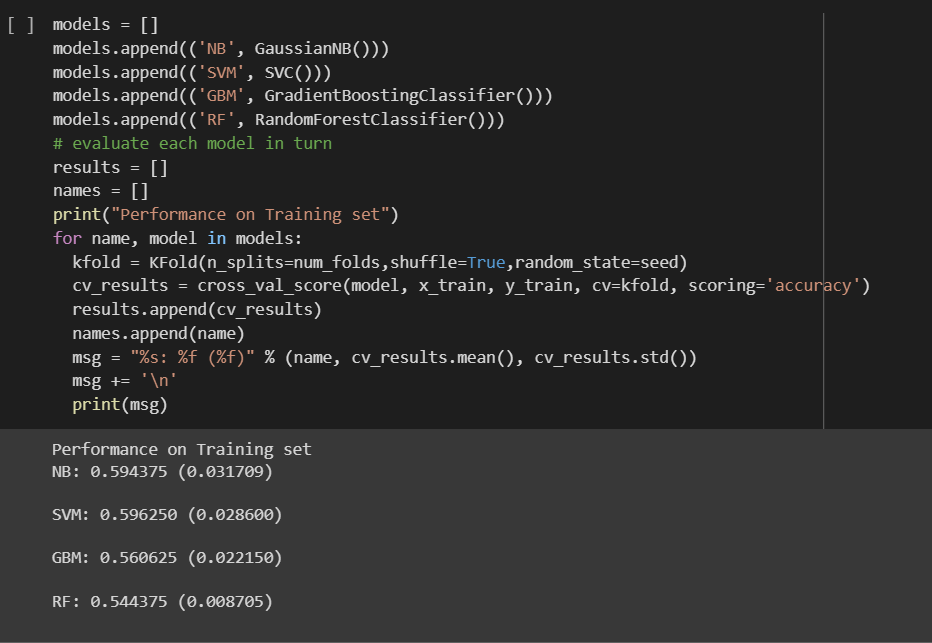 [ ] models = []
models.append(('NB', GaussianNB()))
models.append(('SVM', SVC()))
models.append(('GBM', GradientBoostingClassifier()))
models.append(('RF', RandomForestClassifier()))
# evaluate each model in turn
results = []
names = []
print("Performance on Training set")
for name, model in models:
  kfold = KFold(n_splits=num_folds,shuffle=True,random_state=seed)
  cv_results = cross_val_score(model, x_train, y_train, cv=kfold, scoring='accuracy')
  results.append(cv_results)
  names.append(name)
  msg = "%s: %f (%f)" % (name, cv_results.mean(), cv_results.std())
  msg += '\n'
  print(msg)
Performance on Training set
NB: 0.594375 (0.031709)
SVM: 0.596250 (0.028600)
GBM: 0.560625 (0.022150)
RF: 0.544375 (0.008705)